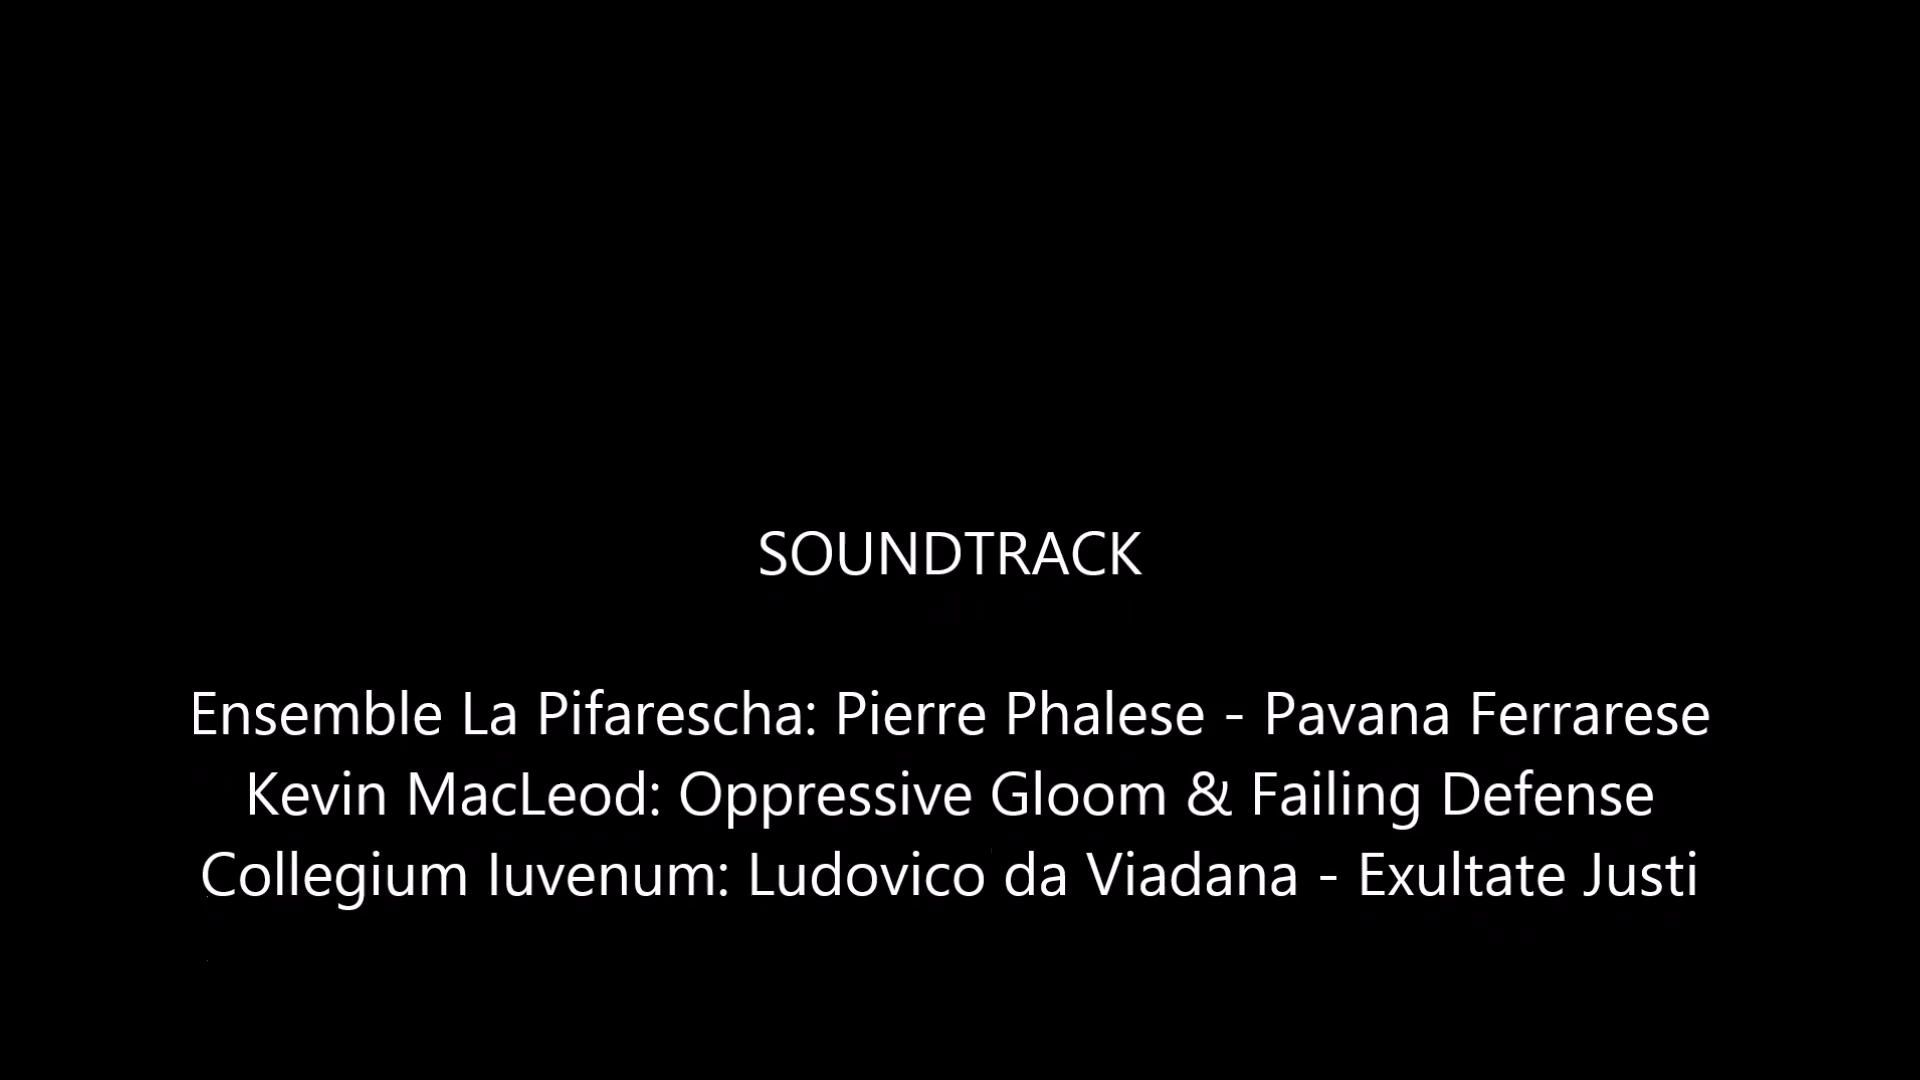 SOUNDTRACK
Ensemble La Pifarescha: Pierre Phalese - Pavana Ferrarese
Kevin MacLeod: Oppressive Gloom & Failing Defense
Collegium Iuvenum: Ludovico da Viadana - Exultate Justi